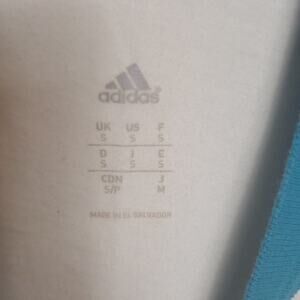 adidas
UK US F
S S S
D I E
S S S
CDN J
S/P M
MADE IN EL SALVADOR